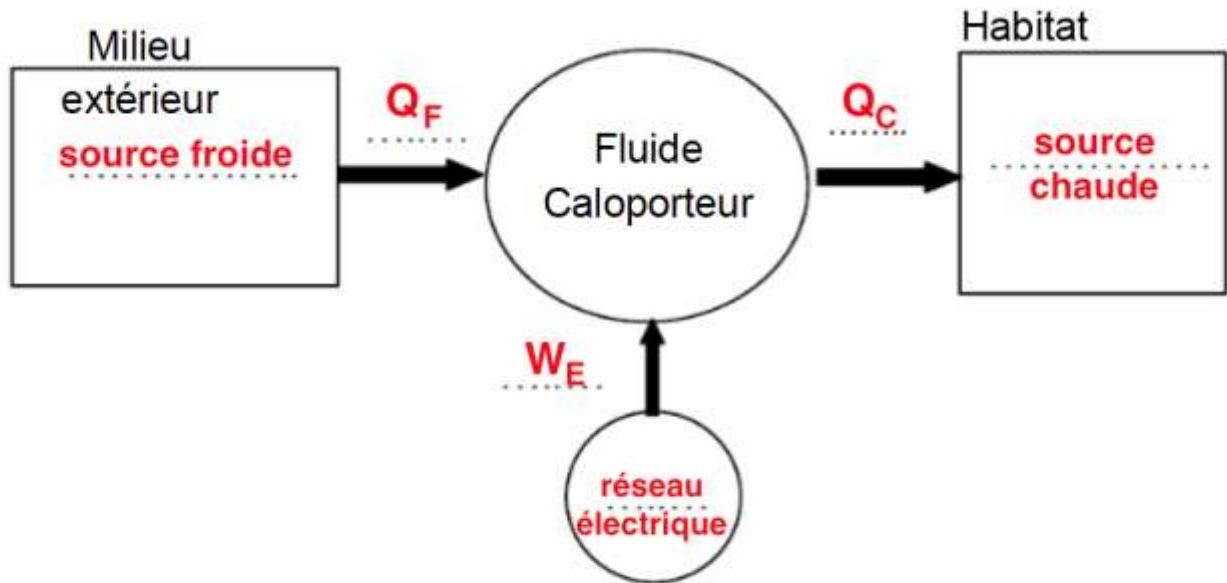 Milieu
extérieur
source froide
Q_F
Fluide
Caloporteur
Q_C
Habitat
source
chaude
W_E
réseau
électrique